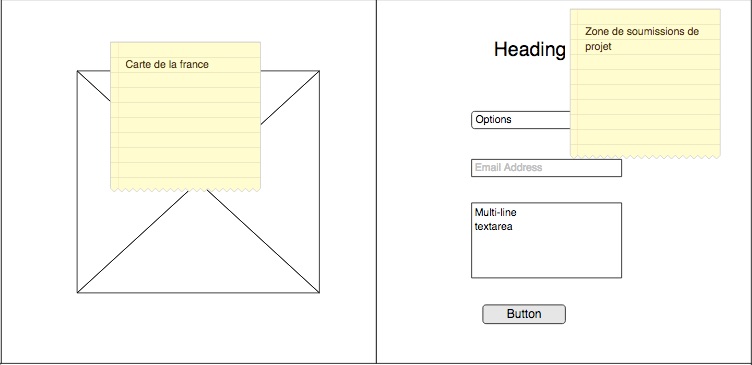 Carte de la france
Heading
Zone de soumissions de
projet
Options
Email Address
Multi-line
textarea
Button